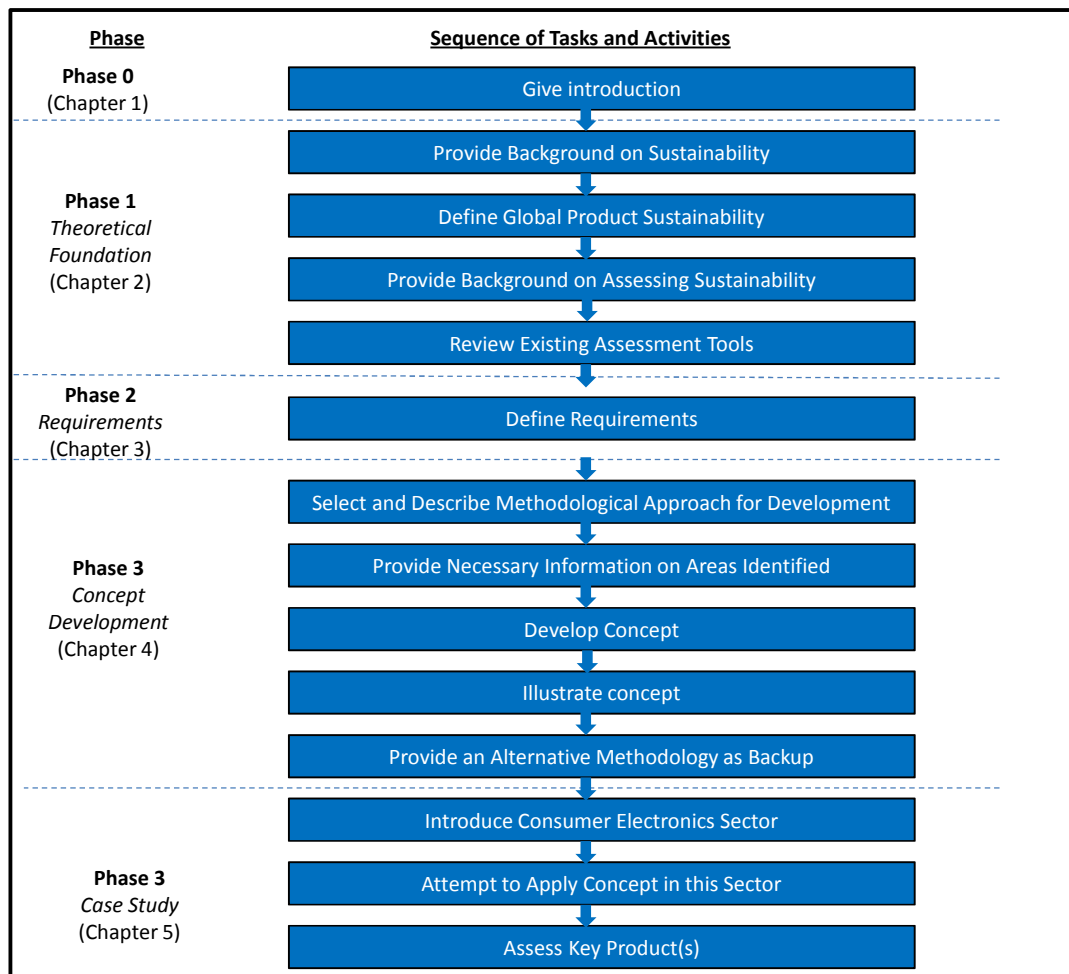 Phase
Sequence of Tasks and Activities
Phase 0
(Chapter 1)
Give introduction
Phase 1
Theoretical
Foundation
(Chapter 2)
Provide Background on Sustainability
Define Global Product Sustainability
Provide Background on Assessing Sustainability
Review Existing Assessment Tools
Phase 2
Requirements
(Chapter 3)
Define Requirements
Phase 3
Concept
Development
(Chapter 4)
Select and Describe Methodological Approach for Development
Provide Necessary Information on Areas Identified
Develop Concept
Illustrate concept
Provide an Alternative Methodology as Backup
Phase 3
Case Study
(Chapter 5)
Introduce Consumer Electronics Sector
Attempt to Apply Concept in this Sector
Assess Key Product(s)